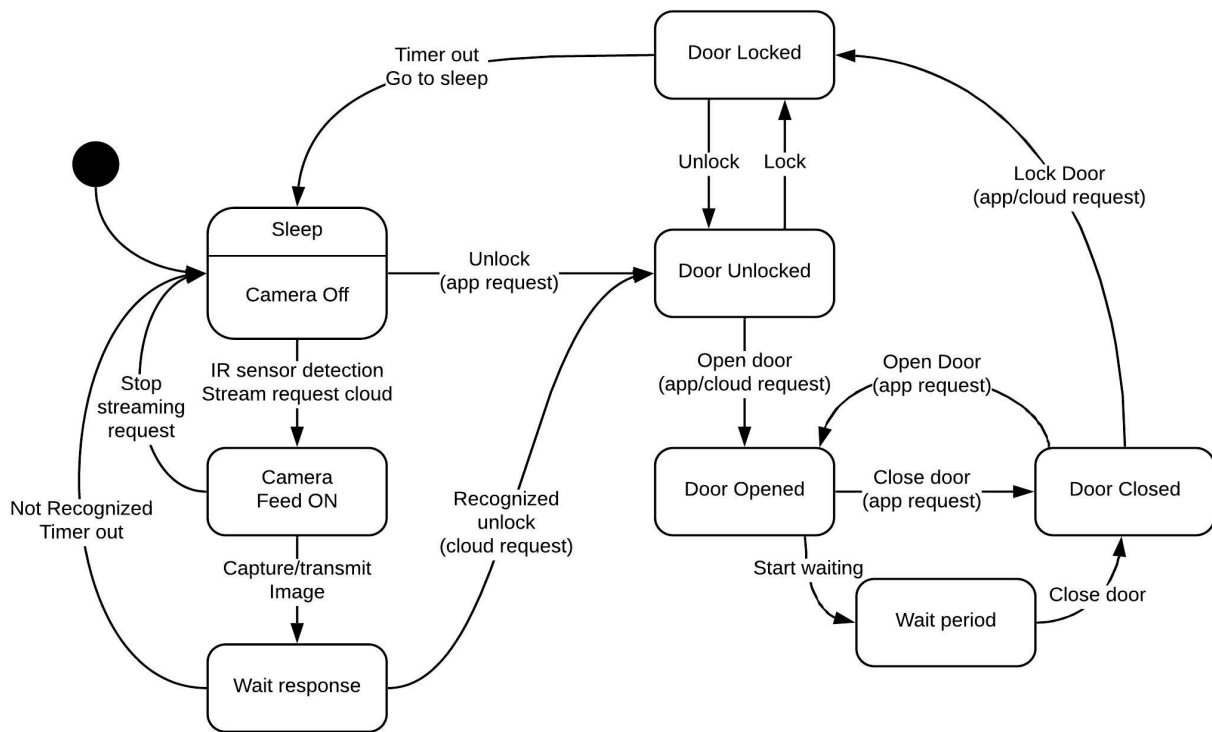 Door Locked
Timer out
Go to sleep
Unlock
Lock
Lock Door
(app/cloud request)
Sleep
Camera Off
Unlock
(app request)
Door Unlocked
IR sensor detection
Stream request cloud
Stop
streaming
request
Open door
(app/cloud request)
Open Door
(app request)
Camera
Feed ON
Door Opened
Close door
(app request)
Door Closed
Not Recognized
Timer out
Recognized
unlock
(cloud request)
Capture/transmit
Image
Start waiting
Wait period
Close door
Wait response